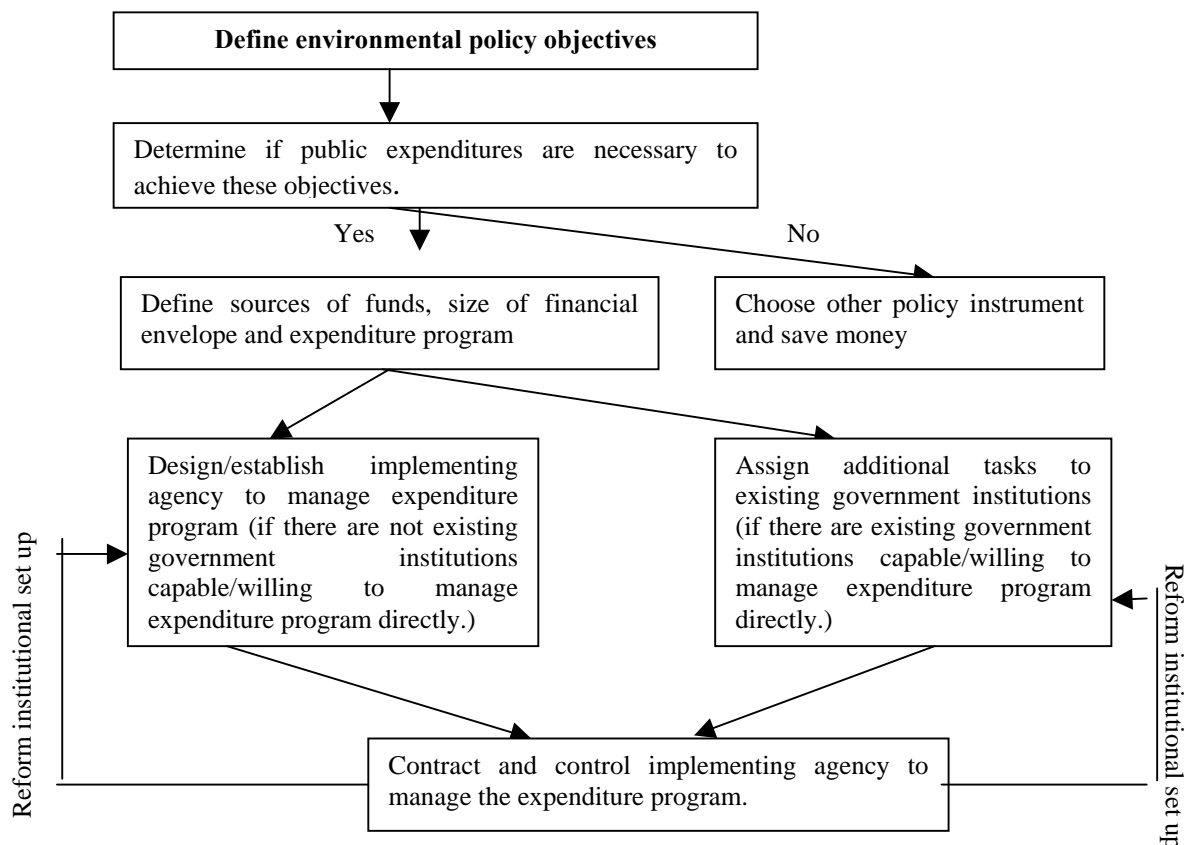 Define environmental policy objectives
Determine if public expenditures are necessary to
achieve these objectives.
Yes
No
Define sources of funds, size of financial
envelope and expenditure program
Choose other policy instrument
and save money
Design/establish implementing
agency to manage expenditure
program (if there are not existing
government institutions
capable/willing to manage
expenditure program directly.)
Assign additional tasks to
existing government institutions
(if there are existing government
institutions capable/willing to
manage expenditure program
directly.)
Reform institutional set up
Reform institutional set up
Contract and control implementing agency to
manage the expenditure program.